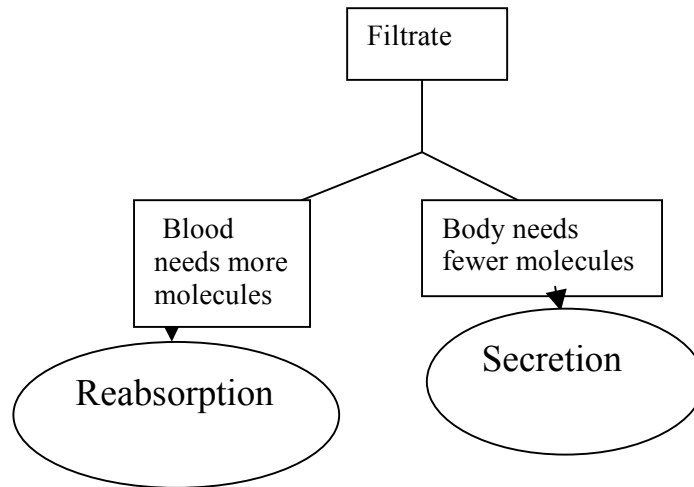 Filtrate
Blood
needs more
molecules
Body needs
fewer molecules
Reabsorption
Secretion